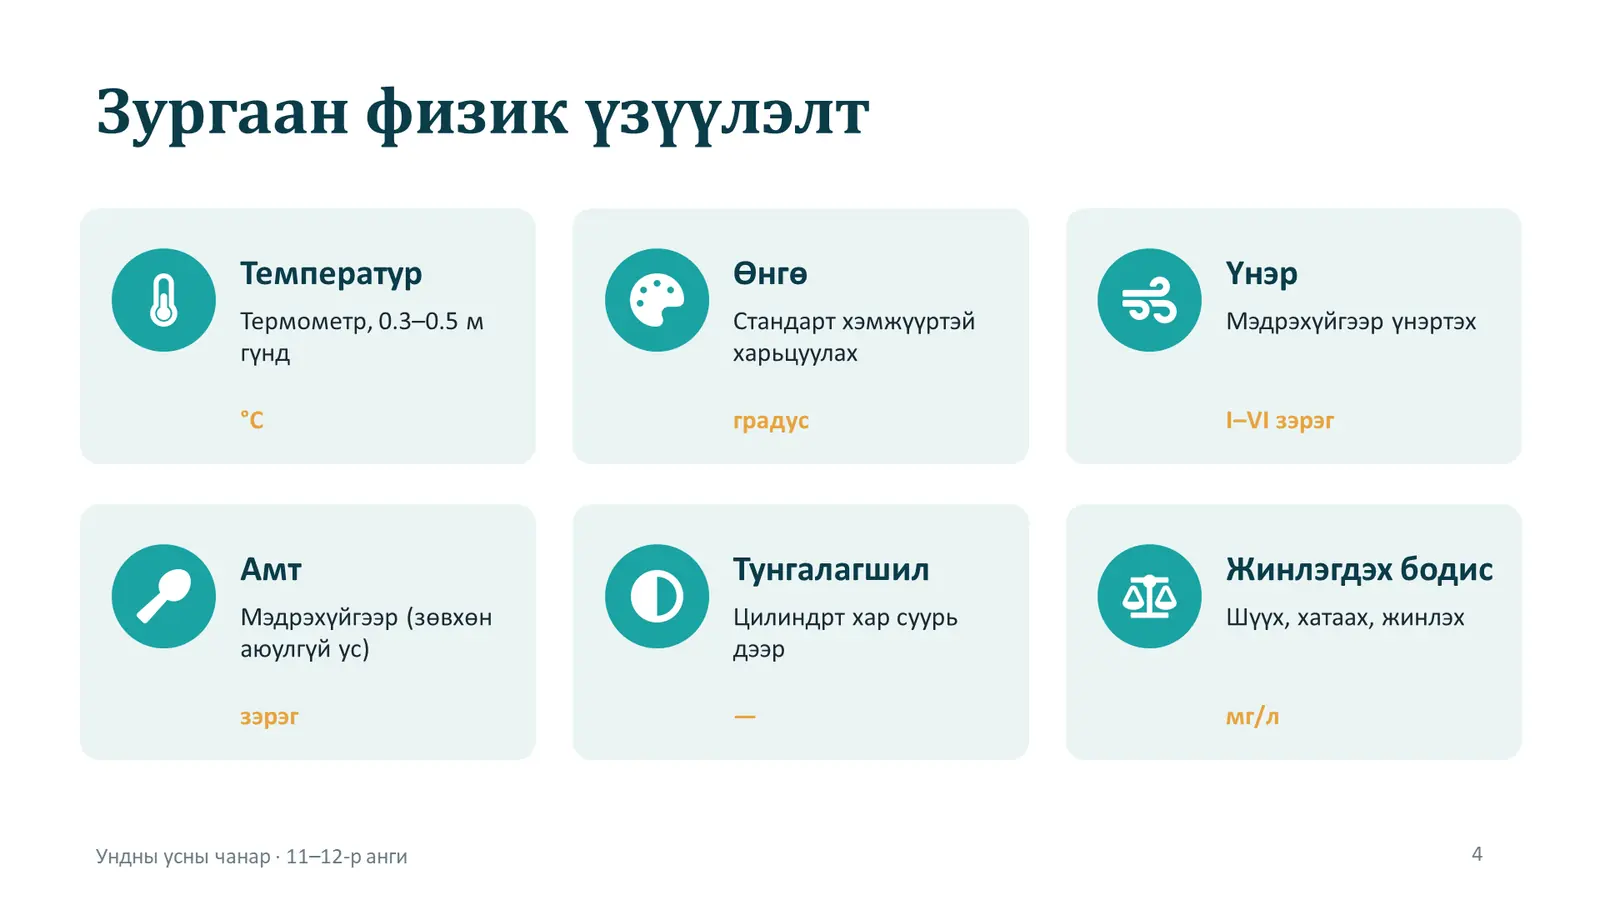 Зургаан физик үзүүлэлт
Температур
Термометр, 0.3–0.5 м
гүнд
°C
Өнгө
Стандарт хэмжүүртэй
харьцуулах
градус
Үнэр
Мэдрэхүйгээр үнэртэх
I–VI зэрэг
Амт
Мэдрэхүйгээр (зөвхөн
аюулгүй ус)
зэрэг
Тунгалагшил
Цилиндрт хар суурь
дээр
—
Жинлэгдэх бодис
Шүүх, хатаах, жинлэх
мг/л
Ундны усны чанар · 11–12-р анги
4